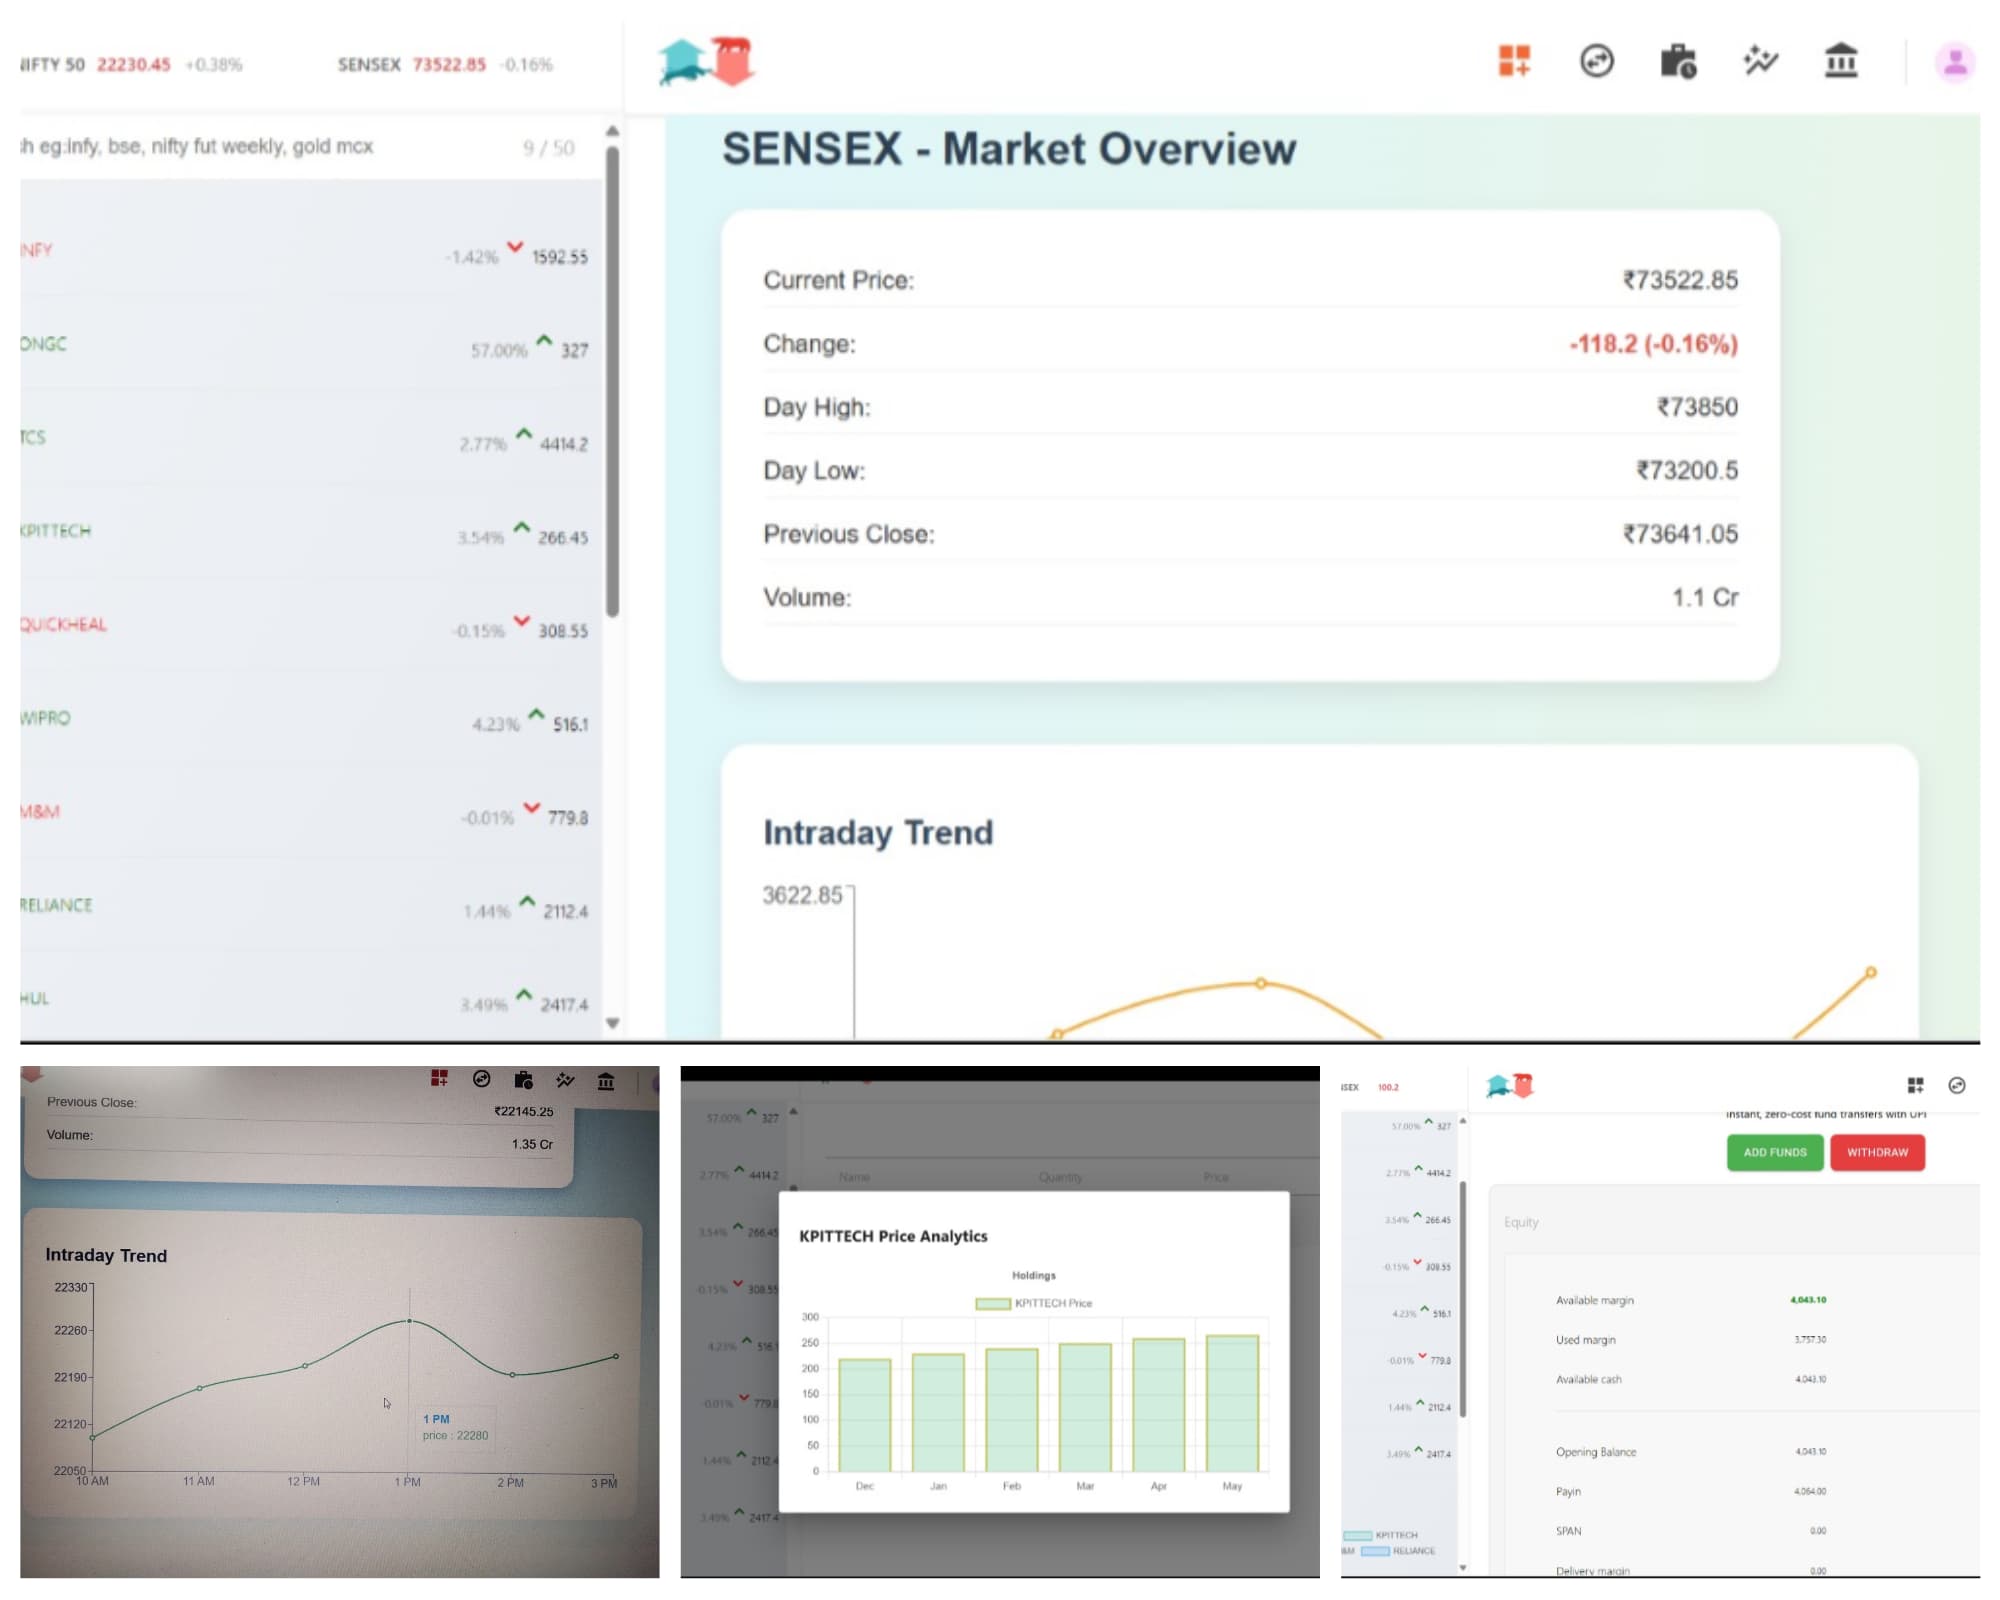 NIFTY 50 22230.45 +0.38% SENSEX 73522.85 -0.16%
ch eg:infy, bse, nifty fut weekly, gold mcx 9 / 50
INFY -1.42% 1592.55
ONGC 57.00% 327
TCS 2.77% 4414.2
KPITTECH 3.54% 266.45
QUICKHEAL -0.15% 308.55
WIPRO 4.23% 516.1
M&M -0.01% 779.8
RELIANCE 1.44% 2112.4
HUL 3.49% 2417.4
SENSEX - Market Overview
Current Price: ₹73522.85
Change: -118.2 (-0.16%)
Day High: ₹73850
Day Low: ₹73200.5
Previous Close: ₹73641.05
Volume: 1.1 Cr
Intraday Trend
3622.85
Previous Close: ₹22145.25
Volume: 1.35 Cr
Intraday Trend
22330
22260
22190
22120
22050
1 PM
price : 22280
10 AM 11 AM 12 PM 1 PM 2 PM 3 PM
57.00% 327
2.77% 4414.2
3.54% 266.45
-0.15% 308.55
4.23% 516.1
-0.01% 779.8
1.44% 2112.4
3.49% 2417.4
Name Quantity Price
KPITTECH Price Analytics
Holdings
KPITTECH Price
300
250
200
150
100
50
0
Dec Jan Feb Mar Apr May
SEX 100.2
57.00% 327
2.77% 4414.2
3.54% 266.45
-0.15% 308.55
4.23% 516.1
-0.01% 779.8
1.44% 2112.4
3.49% 2417.4
KPITTECH
&M RELIANCE
Instant, zero-cost fund transfers with UPI
ADD FUNDS WITHDRAW
Equity
Available margin 4,043.10
Used margin 3,757.30
Available cash 4,043.10
Opening Balance 4,043.10
Payin 4,064.00
SPAN 0.00
Delivery margin 0.00